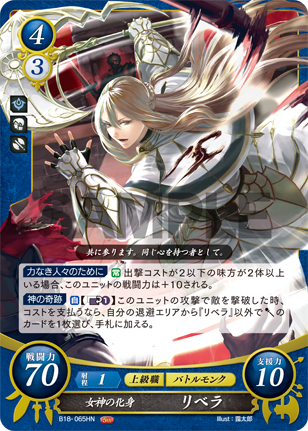 4
3
SAMPLE
共に参ります。同じ心を持つ者として。
力なき人々のために 常 出撃コストが2以下の味方が2体以上
いる場合、このユニットの戦闘力は+10される。
神の奇跡 自 [1] このユニットの攻撃で敵を撃破した時、
コストを支払うなら、自分の退避エリアから『リベラ』以外の
のカードを1枚選び、手札に加える。
戦闘力
70
射程
1
上級職
バトルモンク
支援力
10
女神の化身
リベラ
B18-065HN
Illust:霜太郎